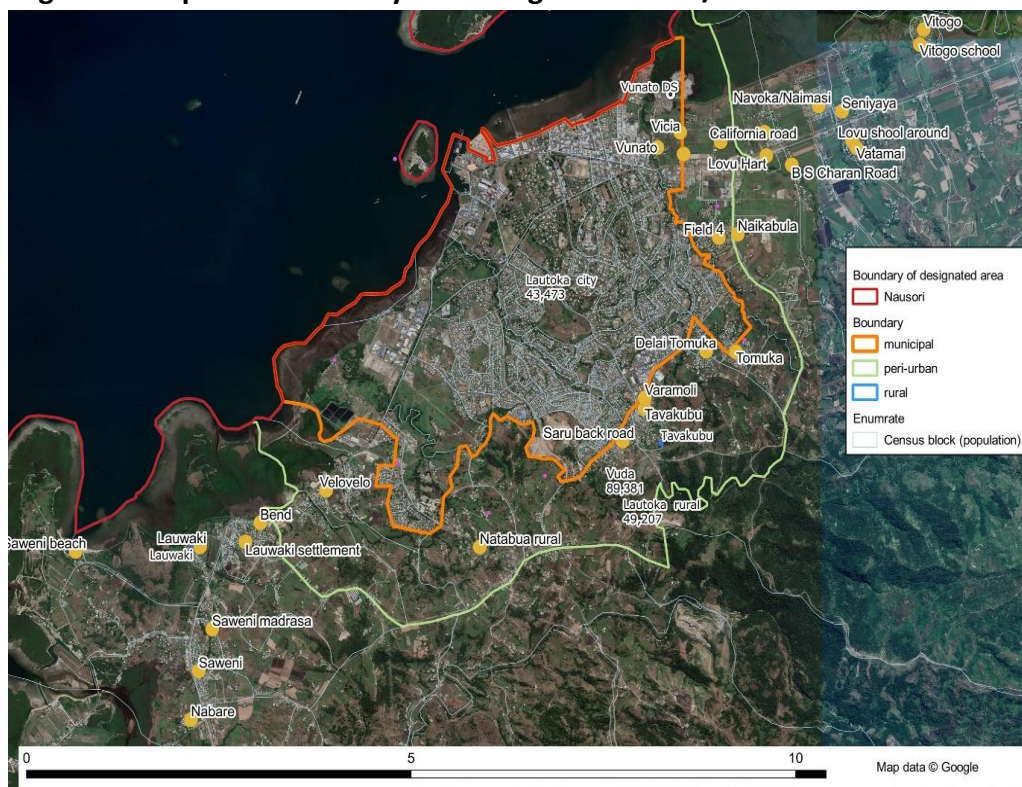 Vitogo
Vitogo school
Vunato DS
Navoka/Naimasi
Seniyaya
Vicia
California road
Lovu shool around
Vunato
Lovu Hart
Vatamai
B S Charan Road
Field 4
Naikabula
Lautoka city
43,473
Delai Tomuka
Tomuka
Varamoli
Tavakubu
Saru back road
Tavakubu
Vuda
89,381
Lautoka rural
49,207
Velovelo
Bend
Saweni beach
Lauwaki
Lauwaki
Lauwaki settlement
Natabua rural
Saweni madrasa
Saweni
Nabare
Boundary of designated area
Nausori
Boundary
municipal
peri-urban
rural
Enumrate
Census block (population)
0
5
10
Map data © Google